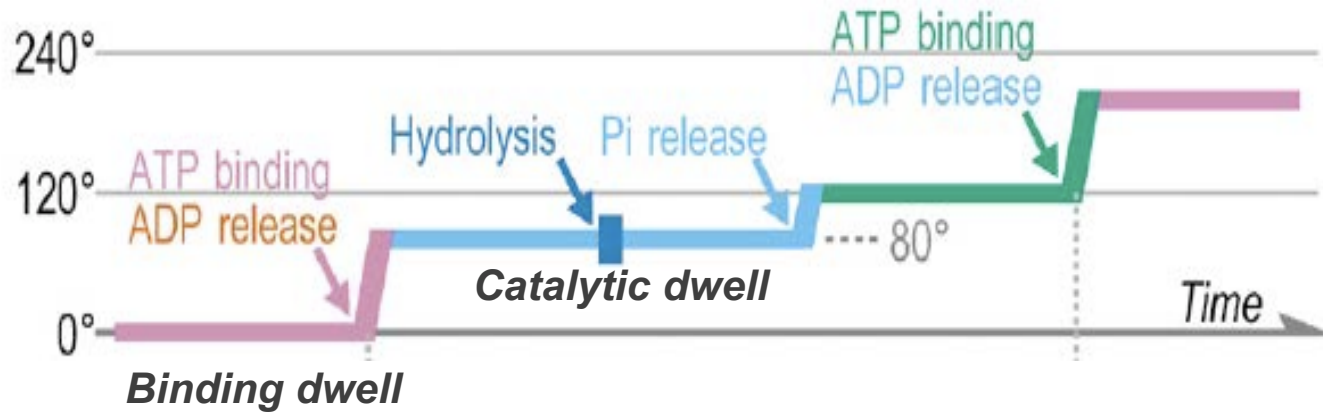 240°
ATP binding
ADP release
Hydrolysis
Pi release
120°
ATP binding
ADP release
80°
Catalytic dwell
Time
0°
Binding dwell